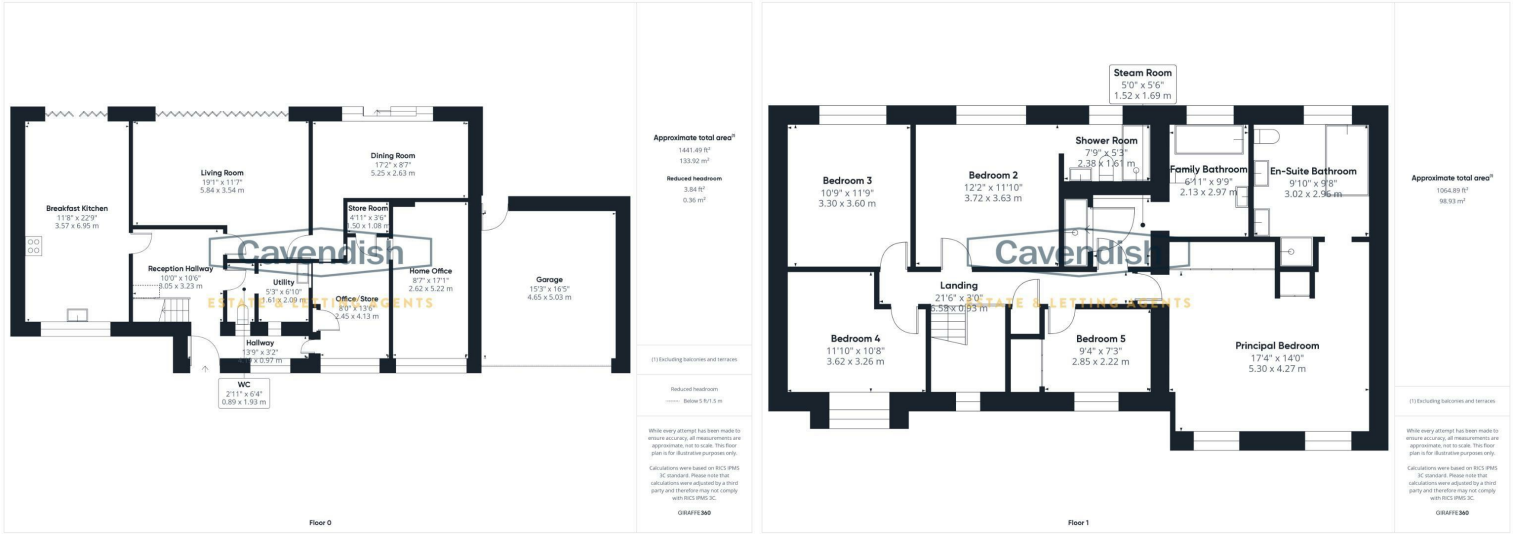 Breakfast Kitchen
11'8" x 22'9"
3.57 x 6.95 m
Living Room
19'1" x 11'7"
5.84 x 3.54 m
Dining Room
17'2" x 8'7"
5.25 x 2.63 m
Store Room
4'11" x 3'6"
1.50 x 1.08 m
Reception Hallway
10'0" x 10'6"
3.05 x 3.23 m
Utility
5'3" x 6'10"
1.61 x 2.09 m
Office/Store
8'0" x 13'6"
2.45 x 4.13 m
Home Office
8'7" x 17'1"
2.62 x 5.22 m
Garage
15'3" x 16'5"
4.65 x 5.03 m
Hallway
13'9" x 3'2"
x 0.97 m
WC
2'11" x 6'4"
0.89 x 1.93 m
Cavendish
ESTATE & LETTING AGENTS
Floor 0
Approximate total area(1)
1441.49 ft²
133.92 m²
Reduced headroom
3.84 ft²
0.36 m²
(1) Excluding balconies and terraces
Reduced headroom
Below 5 ft/1.5 m
While every attempt has been made to
ensure accuracy, all measurements are
approximate, not to scale. This floor
plan is for illustrative purposes only.
Calculations were based on RICS IPMS
3C standard. Please note that
calculations were adjusted by a third
party and therefore may not comply
with RICS IPMS 3C.
GIRAFFE360
Steam Room
5'0" x 5'6"
1.52 x 1.69 m
Bedroom 3
10'9" x 11'9"
3.30 x 3.60 m
Bedroom 2
12'2" x 11'10"
3.72 x 3.63 m
Shower Room
7'9" x 5'3"
2.38 x 1.61 m
Family Bathroom
6'11" x 9'9"
2.13 x 2.97 m
En-Suite Bathroom
9'10" x 9'8"
3.02 x 2.96 m
Landing
21'6" x 3'0"
6.58 x 0.93 m
Bedroom 4
11'10" x 10'8"
3.62 x 3.26 m
Bedroom 5
9'4" x 7'3"
2.85 x 2.22 m
Principal Bedroom
17'4" x 14'0"
5.30 x 4.27 m
Cavendish
ESTATE & LETTING AGENTS
Floor 1
Approximate total area(1)
1064.89 ft²
98.93 m²
(1) Excluding balconies and terraces
While every attempt has been made to
ensure accuracy, all measurements are
approximate, not to scale. This floor
plan is for illustrative purposes only.
Calculations were based on RICS IPMS
3C standard. Please note that
calculations were adjusted by a third
party and therefore may not comply
with RICS IPMS 3C.
GIRAFFE360